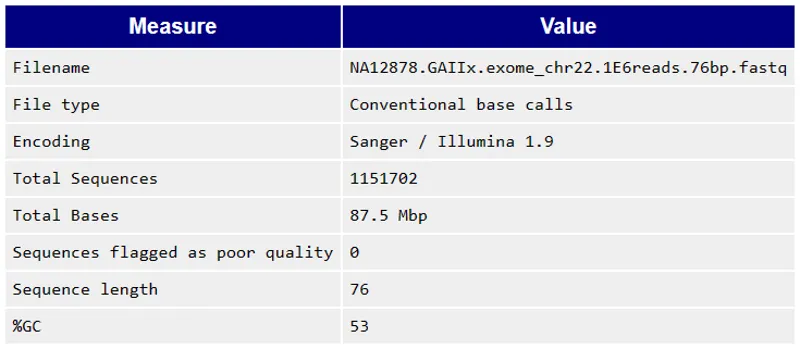 Measure Value
Filename NA12878.GAIIx.exome_chr22.1E6reads.76bp.fastq
File type Conventional base calls
Encoding Sanger / Illumina 1.9
Total Sequences 1151702
Total Bases 87.5 Mbp
Sequences flagged as poor quality 0
Sequence length 76
%GC 53